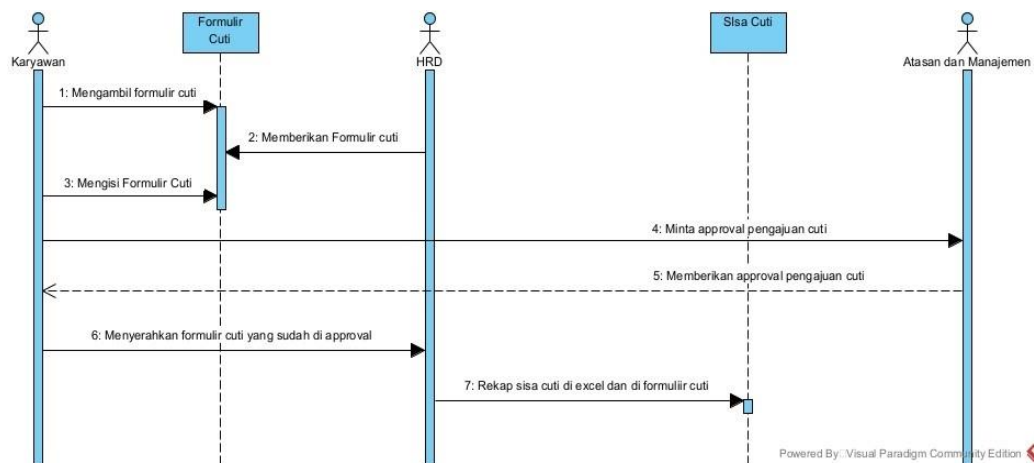 Formulir
Cuti
SIsa Cuti
Karyawan
HRD
Atasan dan Manajemen
1: Mengambil formulir cuti
2: Memberikan Formulir cuti
3: Mengisi Formulir Cuti
4: Minta approval pengajuan cuti
5: Memberikan approval pengajuan cuti
6: Menyerahkan formulir cuti yang sudah di approval
7: Rekap sisa cuti di excel dan di formuliir cuti
Powered By Visual Paradigm Community Edition